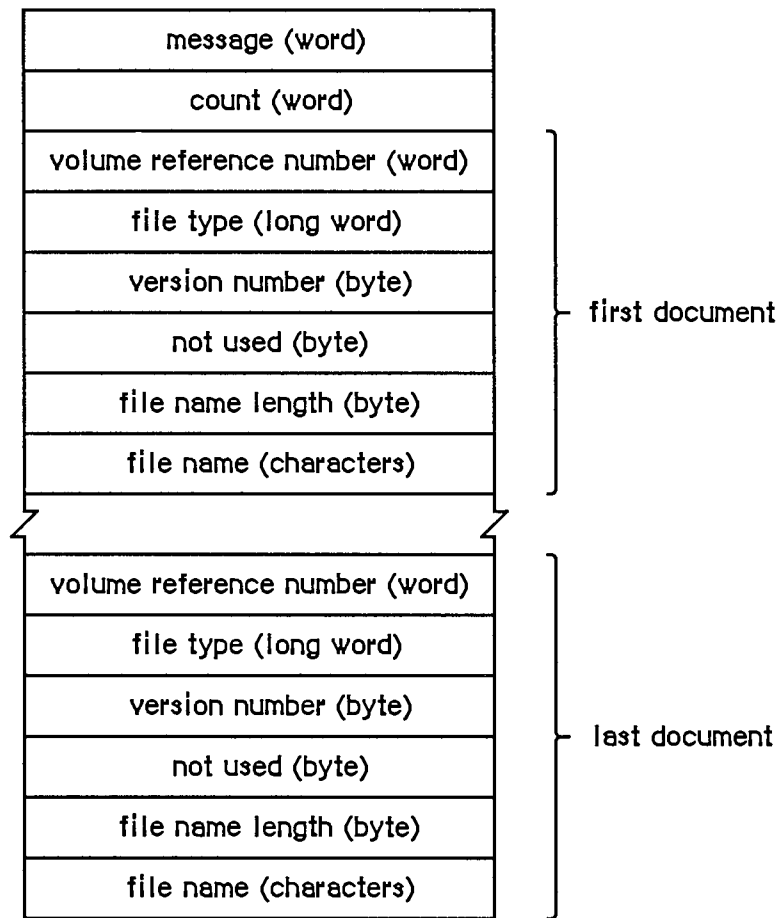 message (word)
count (word)
volume reference number (word)
file type (long word)
version number (byte)
not used (byte)
first document
file name length (byte)
file name (characters)
volume reference number (word)
file type (long word)
version number (byte)
last document
not used (byte)
file name length (byte)
file name (characters)